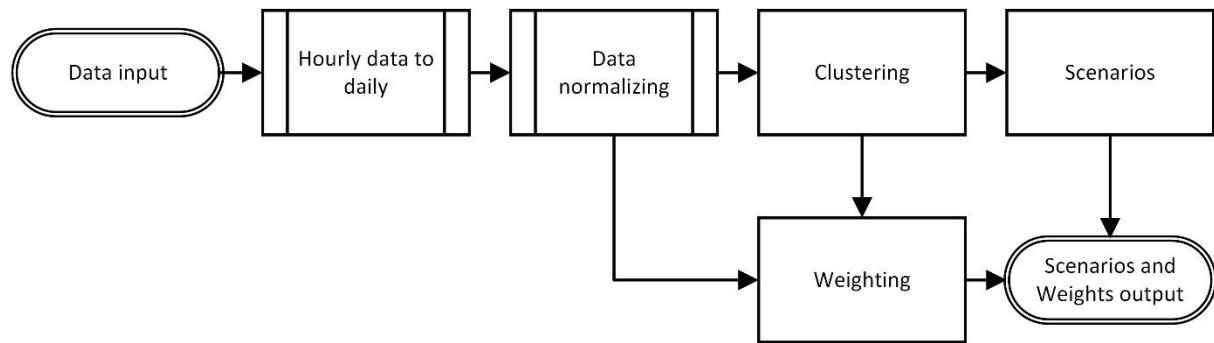 Data input
Hourly data to
daily
Data
normalizing
Clustering
Scenarios
Weighting
Scenarios and
Weights output